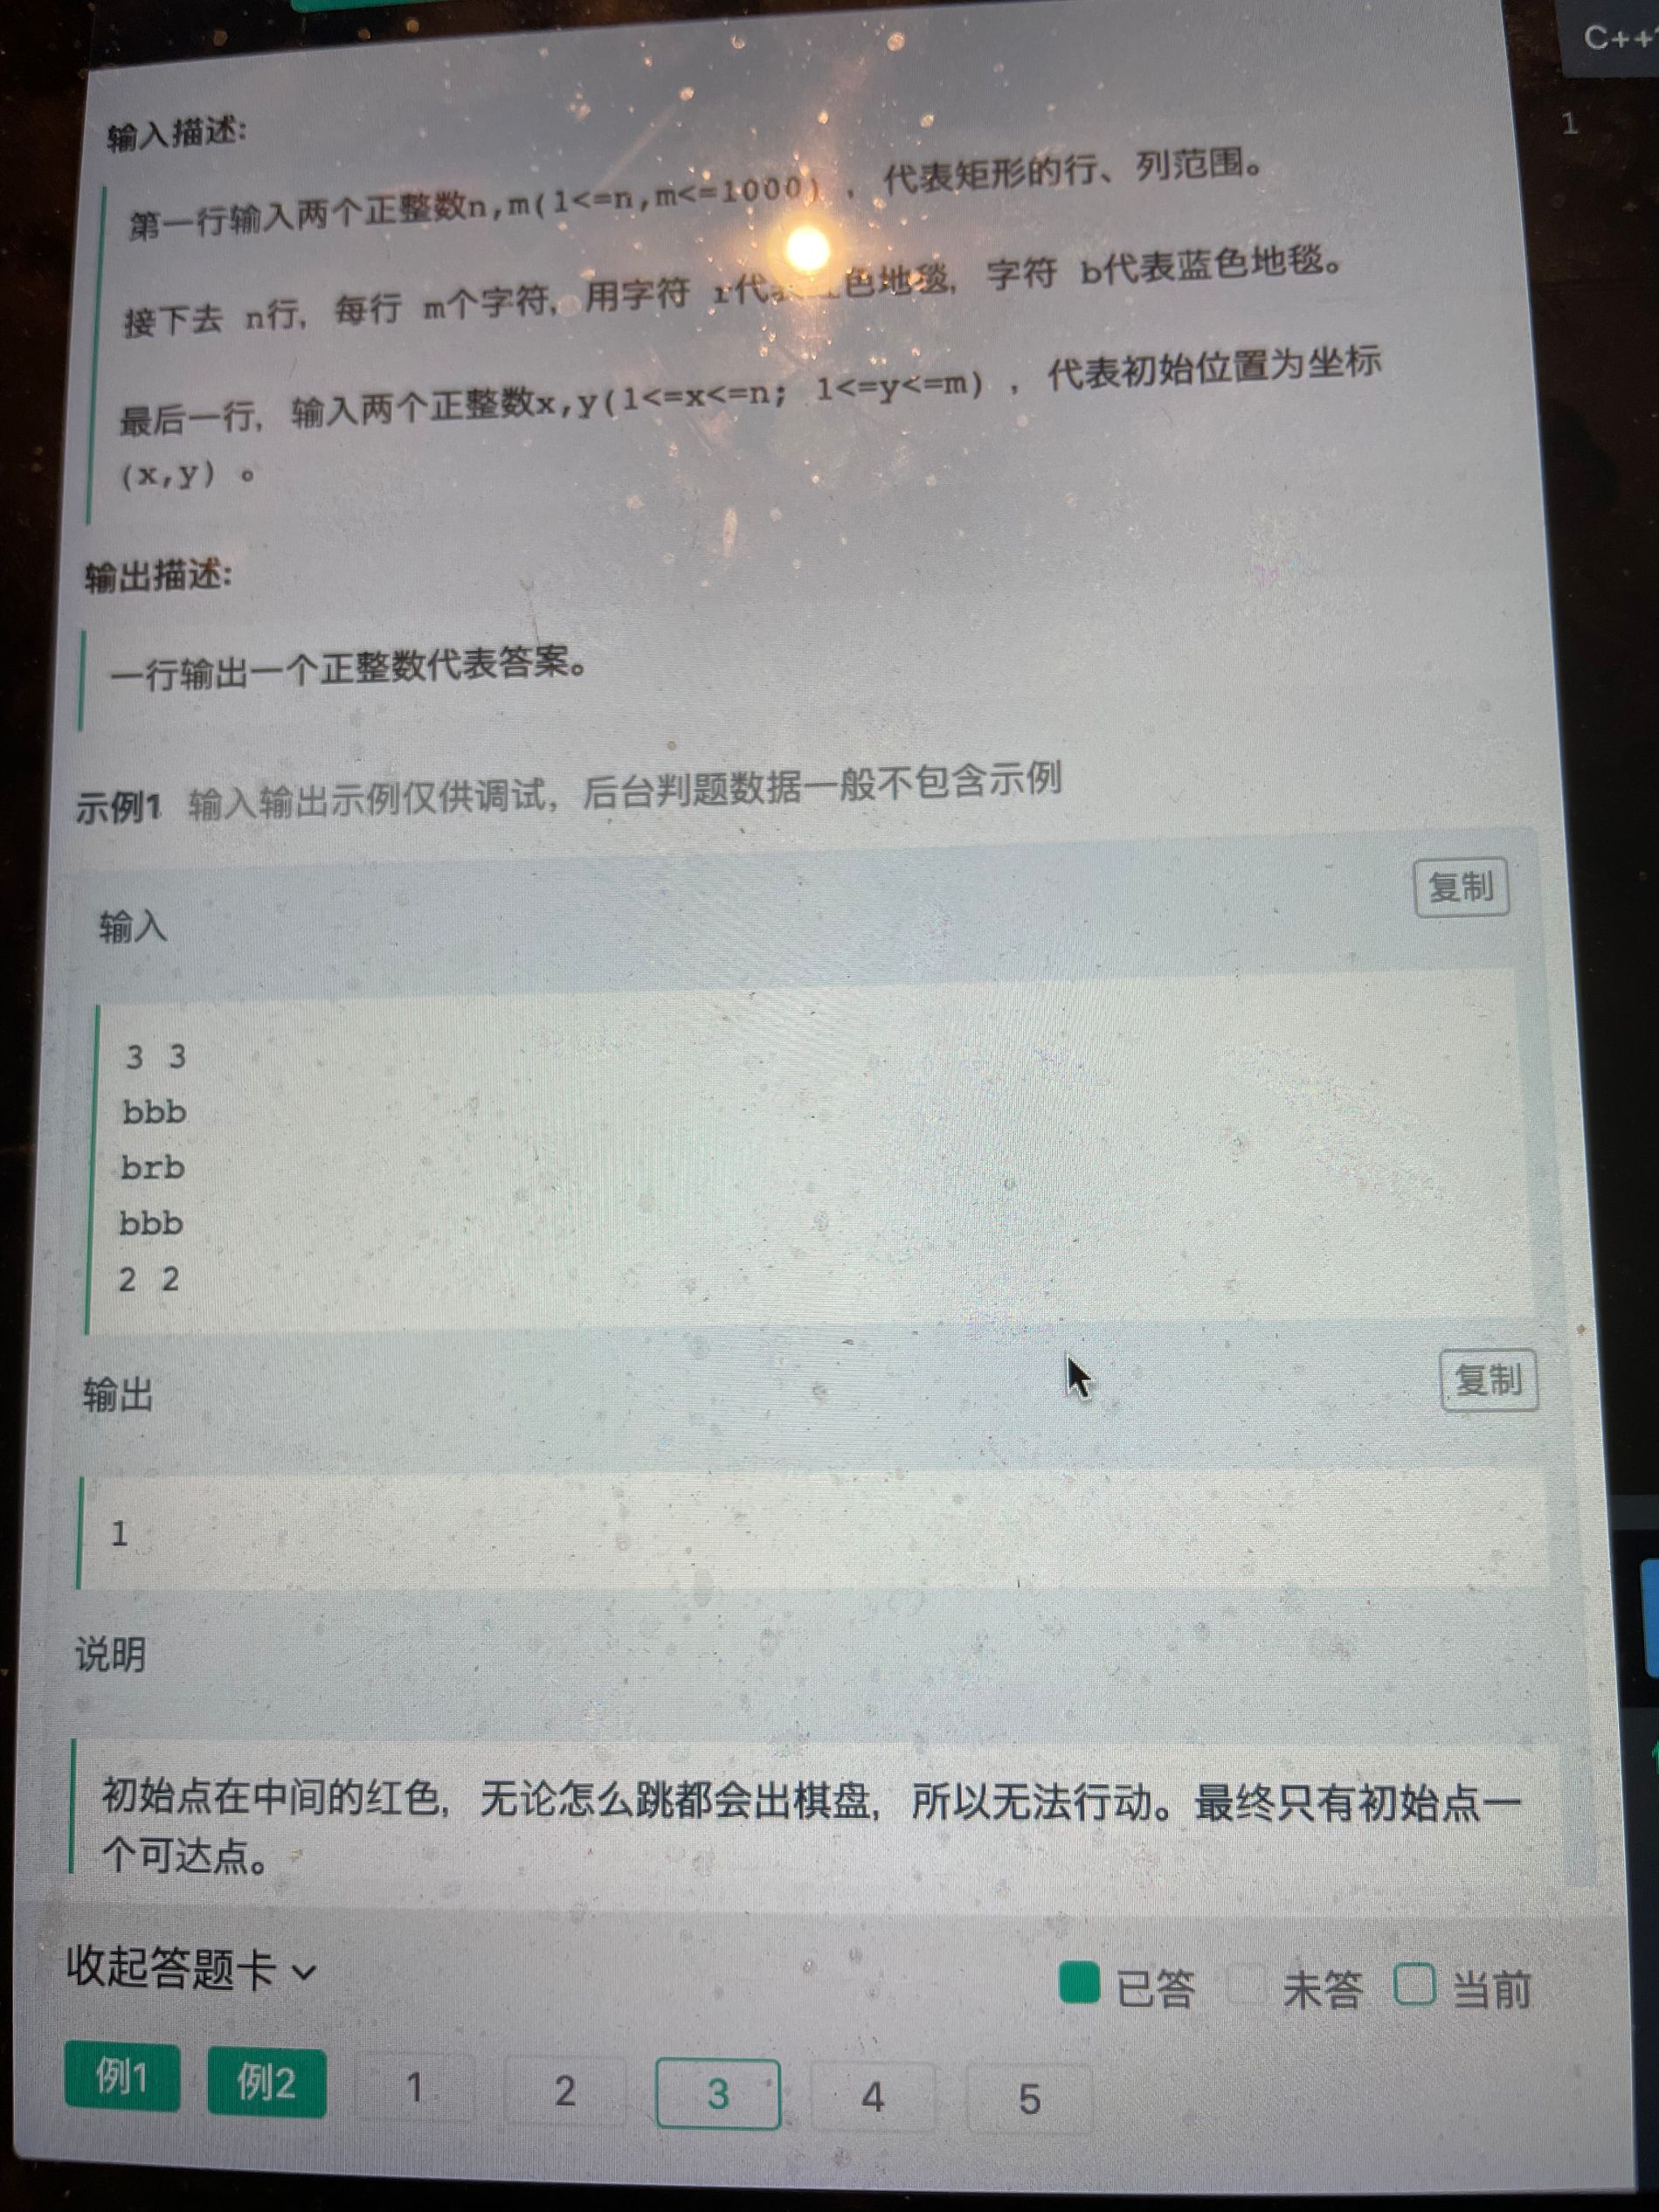 C++
1
输入描述:
第一行输入两个正整数n,m(1<=n,m<=1000)，代表矩形的行、列范围。
接下去 n行, 每行 m个字符, 用字符 r代 色地毯, 字符 b代表蓝色地毯。
最后一行, 输入两个正整数x,y(1<=x<=n; 1<=y<=m)，代表初始位置为坐标
(x,y)。
输出描述:
一行输出一个正整数代表答案。
示例1 输入输出示例仅供调试, 后台判题数据一般不包含示例
输入 复制
3 3
bbb
brb
bbb
2 2
输出 复制
1
说明
初始点在中间的红色, 无论怎么跳都会出棋盘, 所以无法行动。最终只有初始点一
个可达点。
收起答题卡 已答 未答 当前
例1 例2 1 2 3 4 5